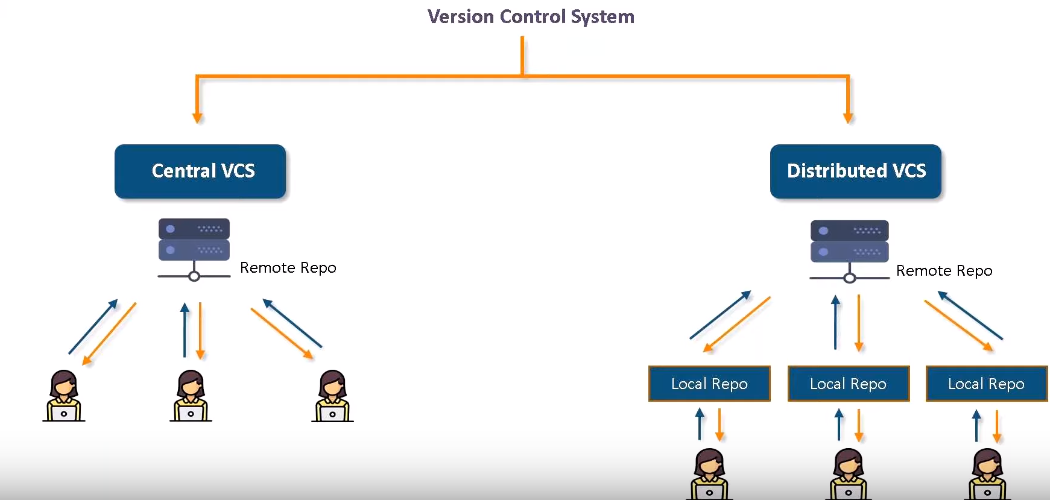 Version Control System
Central VCS
Distributed VCS
Remote Repo
Remote Repo
Local Repo
Local Repo
Local Repo